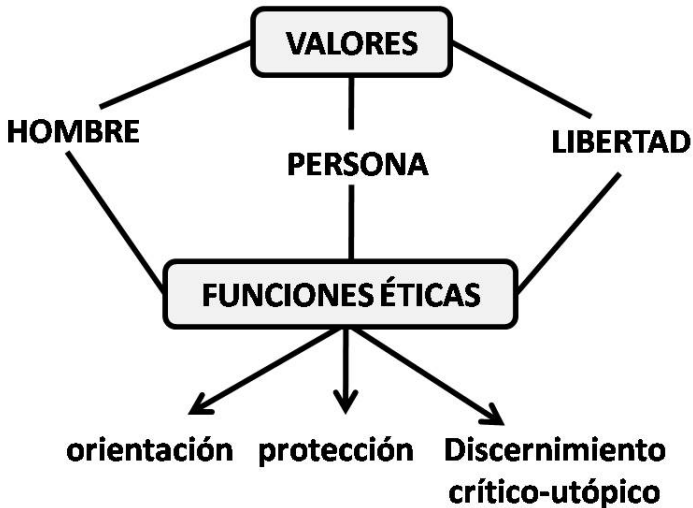 VALORES
HOMBRE
PERSONA
LIBERTAD
FUNCIONES ÉTICAS
orientación
protección
Discernimiento
crítico-utópico